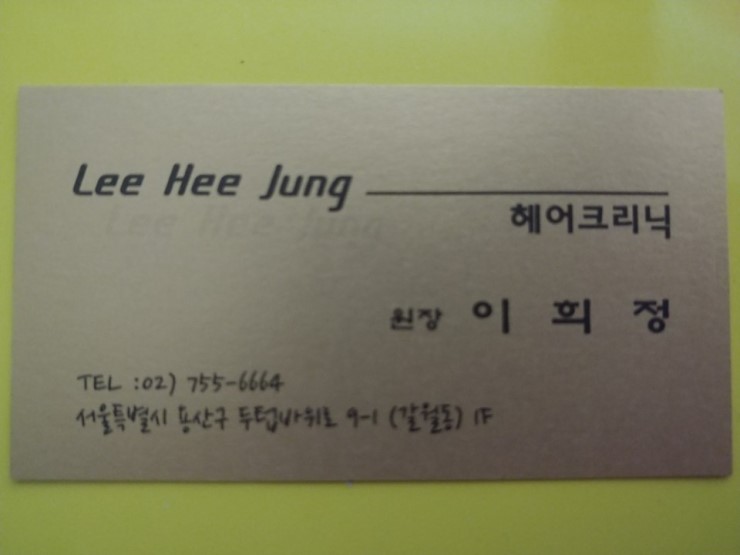 Lee Hee Jung
헤어크리닉
원장 이 희 정
TEL :02) 755-6664
서울특별시 용산구 두텁바위로 9-1 (갈월동) 1F